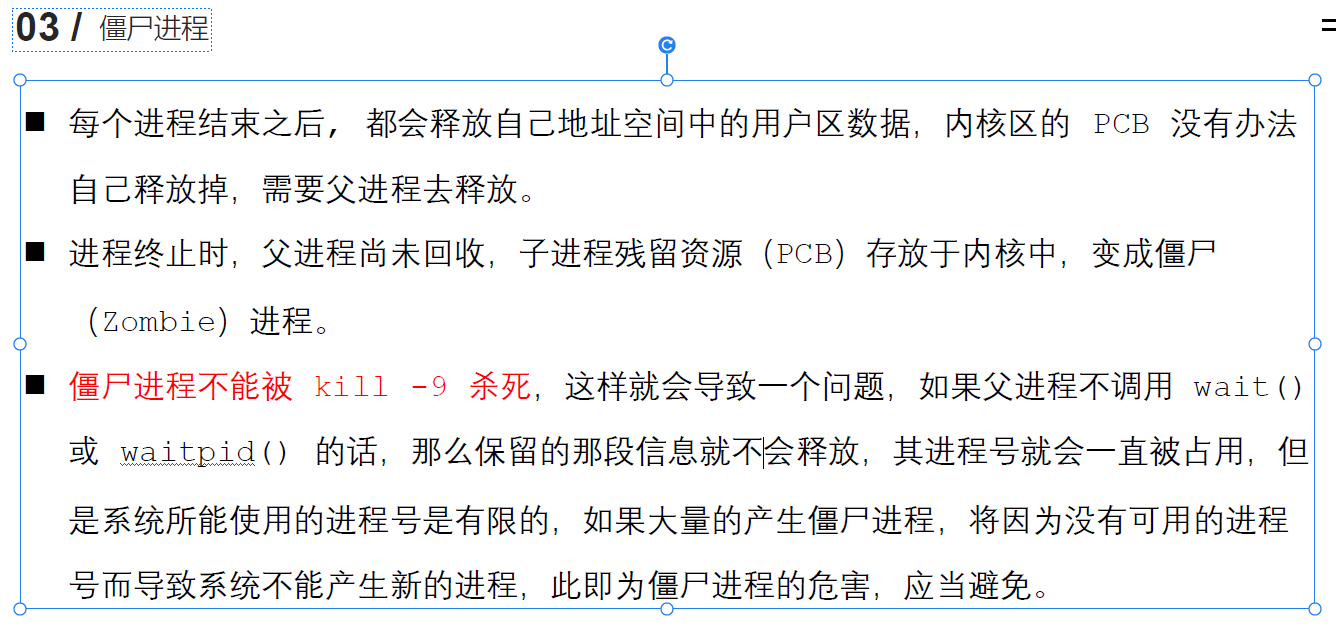 03 / 僵尸进程
■ 每个进程结束之后, 都会释放自己地址空间中的用户区数据，内核区的 PCB 没有办法
自己释放掉，需要父进程去释放。
■ 进程终止时，父进程尚未回收，子进程残留资源（PCB）存放于内核中，变成僵尸
（Zombie）进程。
■ 僵尸进程不能被 kill -9 杀死，这样就会导致一个问题，如果父进程不调用 wait()
或 waitpid() 的话，那么保留的那段信息就不会释放，其进程号就会一直被占用，但
是系统所能使用的进程号是有限的，如果大量的产生僵尸进程，将因为没有可用的进程
号而导致系统不能产生新的进程，此即为僵尸进程的危害，应当避免。